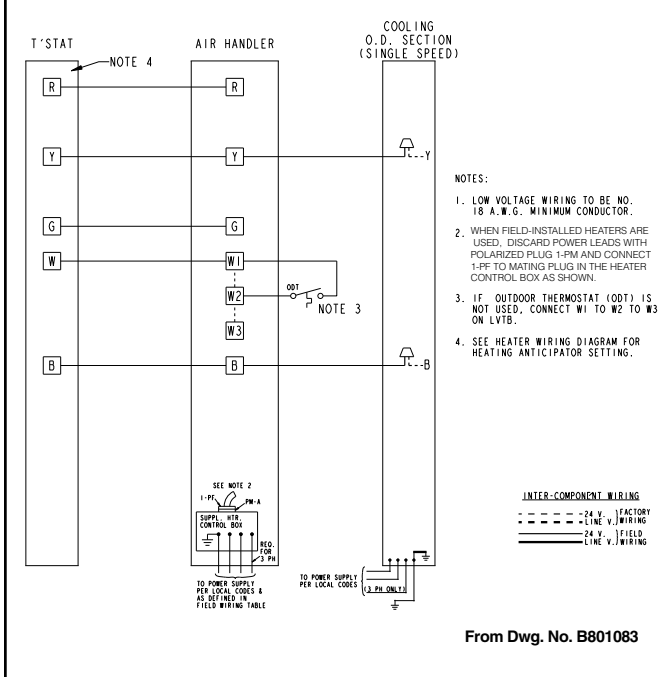 COOLING
O.D. SECTION
(SINGLE SPEED)
T'STAT
AIR HANDLER
NOTE 4
R
R
Y
Y
Y
G
G
W
W1
ODT
W2
NOTE 3
W3
B
B
B
NOTES:
1. LOW VOLTAGE WIRING TO BE NO.
18 A.W.G. MINIMUM CONDUCTOR.
2. WHEN FIELD-INSTALLED HEATERS ARE
USED, DISCARD POWER LEADS WITH
POLARIZED PLUG 1-PM AND CONNECT
1-PF TO MATING PLUG IN THE HEATER
CONTROL BOX AS SHOWN.
3. IF OUTDOOR THERMOSTAT (ODT) IS
NOT USED, CONNECT W1 TO W2 TO W3
ON LVTB.
4. SEE HEATER WIRING DIAGRAM FOR
HEATING ANTICIPATOR SETTING.
SEE NOTE 2
1-PF
PM-A
SUPPL. HTR.
CONTROL BOX
REQ.
FOR
3 PH
TO POWER SUPPLY
PER LOCAL CODES &
AS DEFINED IN
FIELD WIRING TABLE
TO POWER SUPPLY
PER LOCAL CODES
(3 PH ONLY)
INTER-COMPONENT WIRING
24 V. } FACTORY
LINE V. } WIRING
24 V. } FIELD
LINE V. } WIRING
From Dwg. No. B801083